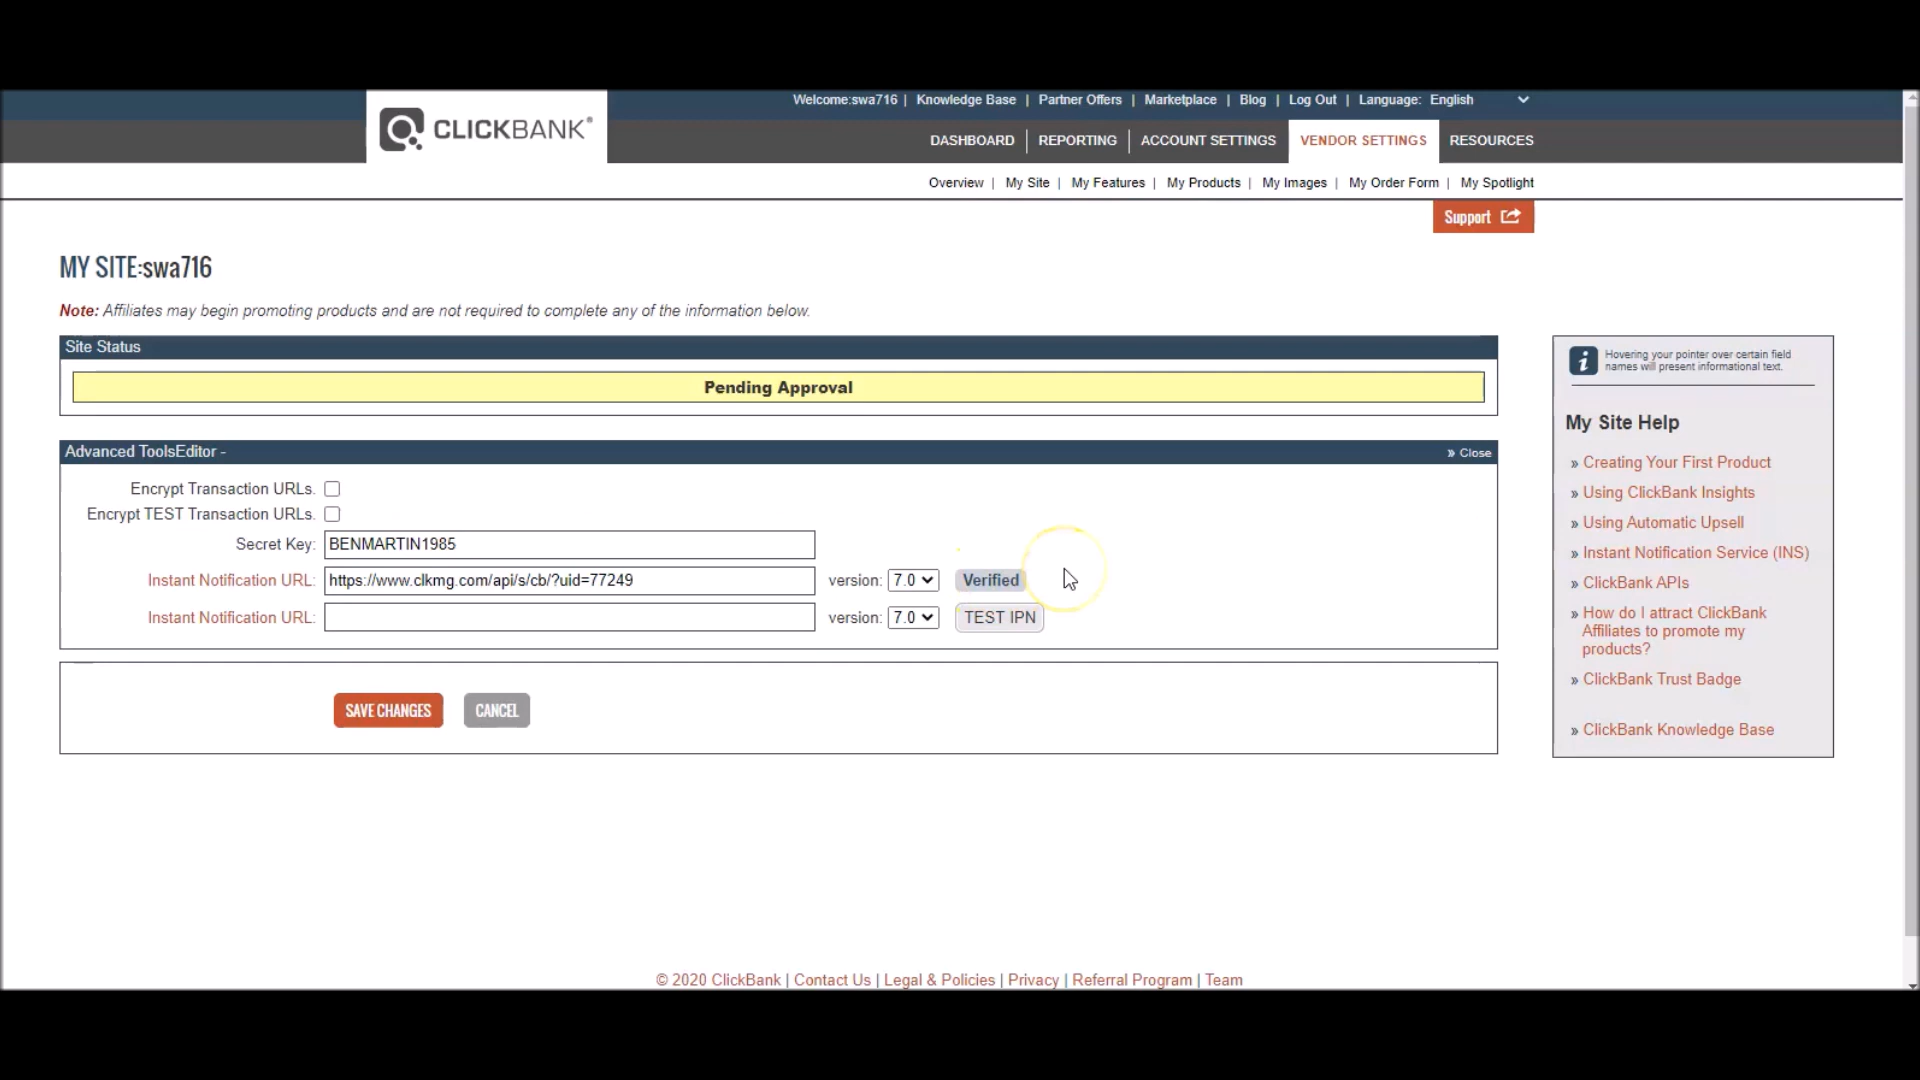 Welcome:swa716 | Knowledge Base | Partner Offers | Marketplace | Blog | Log Out | Language: English
CLICKBANK®
DASHBOARD | REPORTING | ACCOUNT SETTINGS VENDOR SETTINGS RESOURCES
Overview | My Site | My Features | My Products | My Images | My Order Form | My Spotlight
Support
MY SITE:swa716
Note: Affiliates may begin promoting products and are not required to complete any of the information below.
Site Status
Pending Approval
Advanced ToolsEditor -
» Close
Encrypt Transaction URLs.
Encrypt TEST Transaction URLs.
Secret Key: BENMARTIN1985
Instant Notification URL: https://www.clkmg.com/api/s/cb/?uid=77249 version: 7.0 Verified
Instant Notification URL: version: 7.0 TEST IPN
SAVE CHANGES CANCEL
i
Hovering your pointer over certain field
names will present informational text.
My Site Help
» Creating Your First Product
» Using ClickBank Insights
» Using Automatic Upsell
» Instant Notification Service (INS)
» ClickBank APIs
» How do I attract ClickBank
Affiliates to promote my
products?
» ClickBank Trust Badge
» ClickBank Knowledge Base
© 2020 ClickBank | Contact Us | Legal & Policies | Privacy | Referral Program | Team